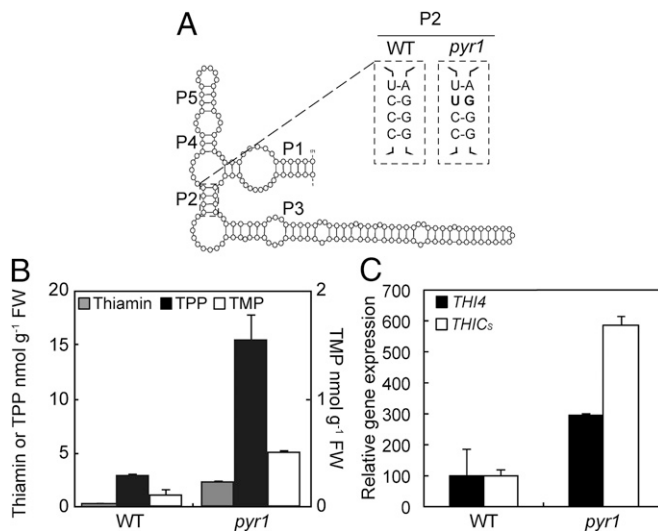 A
P2
WT pyr1
U-A U-A
C-G U G
C-G C-G
C-G C-G
P5
P4
P1
P2
P3
3'
5'
B
Thiamin TPP TMP
Thiamin or TPP nmol g-1 FW
20
15
10
5
0
TMP nmol g-1 FW
2
1
0
WT pyr1
C
THI4
THICs
Relative gene expression
700
600
500
400
300
200
100
0
WT pyr1